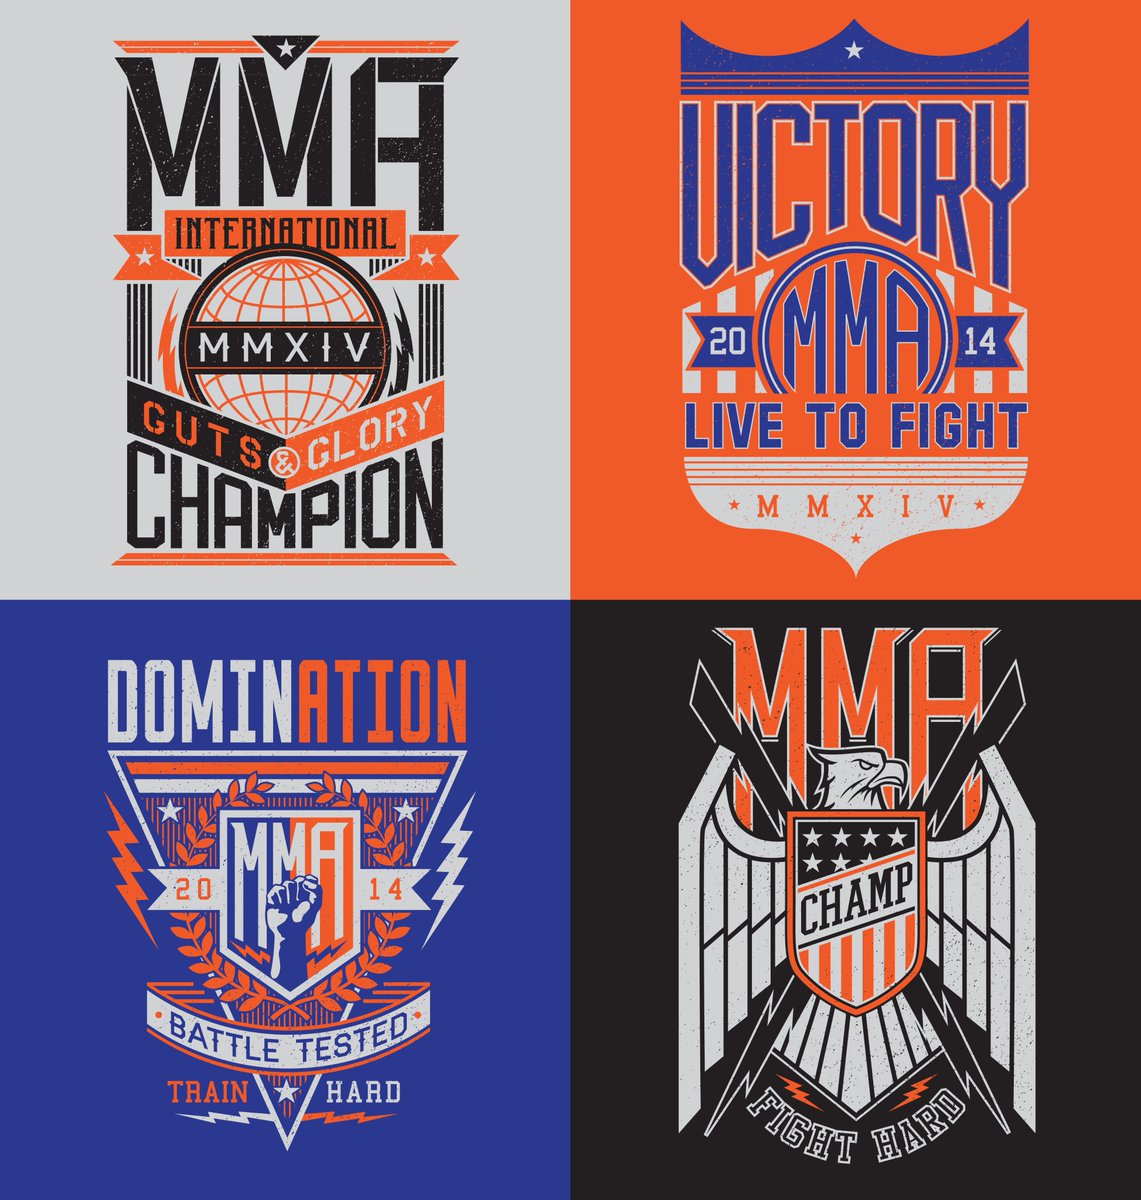 MMA
INTERNATIONAL
MMXIV
GUTS & GLORY
CHAMPION
VICTORY
MMA
20 14
LIVE TO FIGHT
MMXIV
DOMINATION
MMA
20 14
BATTLE TESTED
TRAIN HARD
MMA
CHAMP
FIGHT HARD